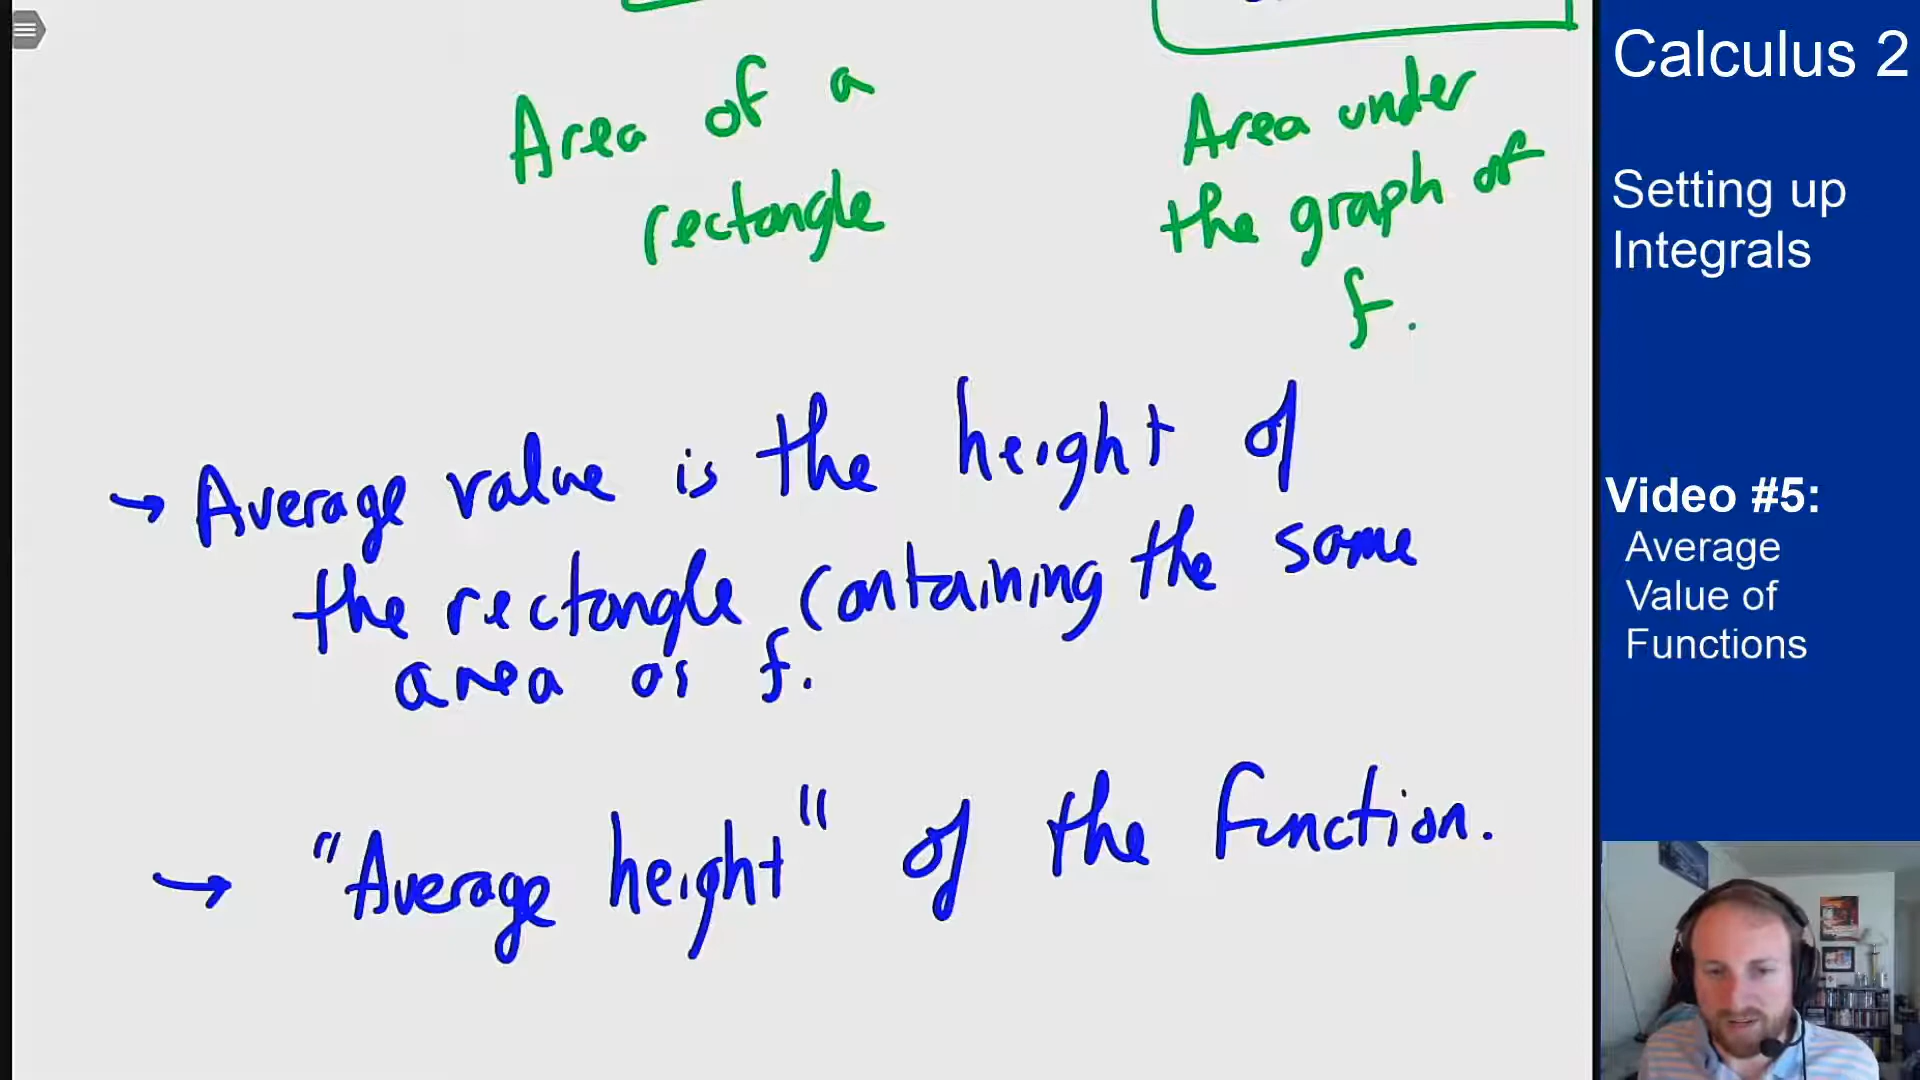 Area of a
rectangle
Area under
the graph of
f.
→ Average value is the height of
the rectangle containing the same
area as f.
→ "Average height" of the function.
Calculus 2
Setting up
Integrals
Video #5:
Average
Value of
Functions